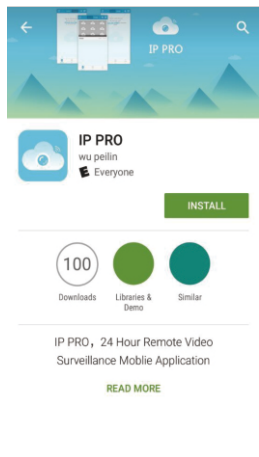 IP PRO
IP PRO
wu peilin
E Everyone
INSTALL
100
Downloads
Libraries &
Demo
Similar
IP PRO，24 Hour Remote Video
Surveillance Moblie Application
READ MORE